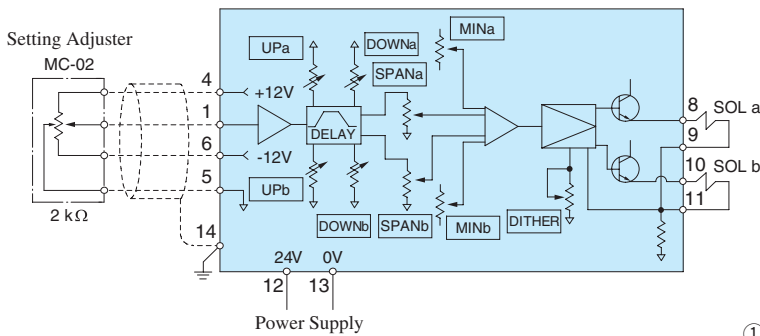 Setting Adjuster
MC-02
2 kΩ
4
1
6
5
14
+12V
-12V
UPa
DOWNa
SPANa
MINa
DELAY
UPb
DOWNb
SPANb
MINb
DITHER
8 SOL a
9
10 SOL b
11
24V 0V
12 13
Power Supply
①